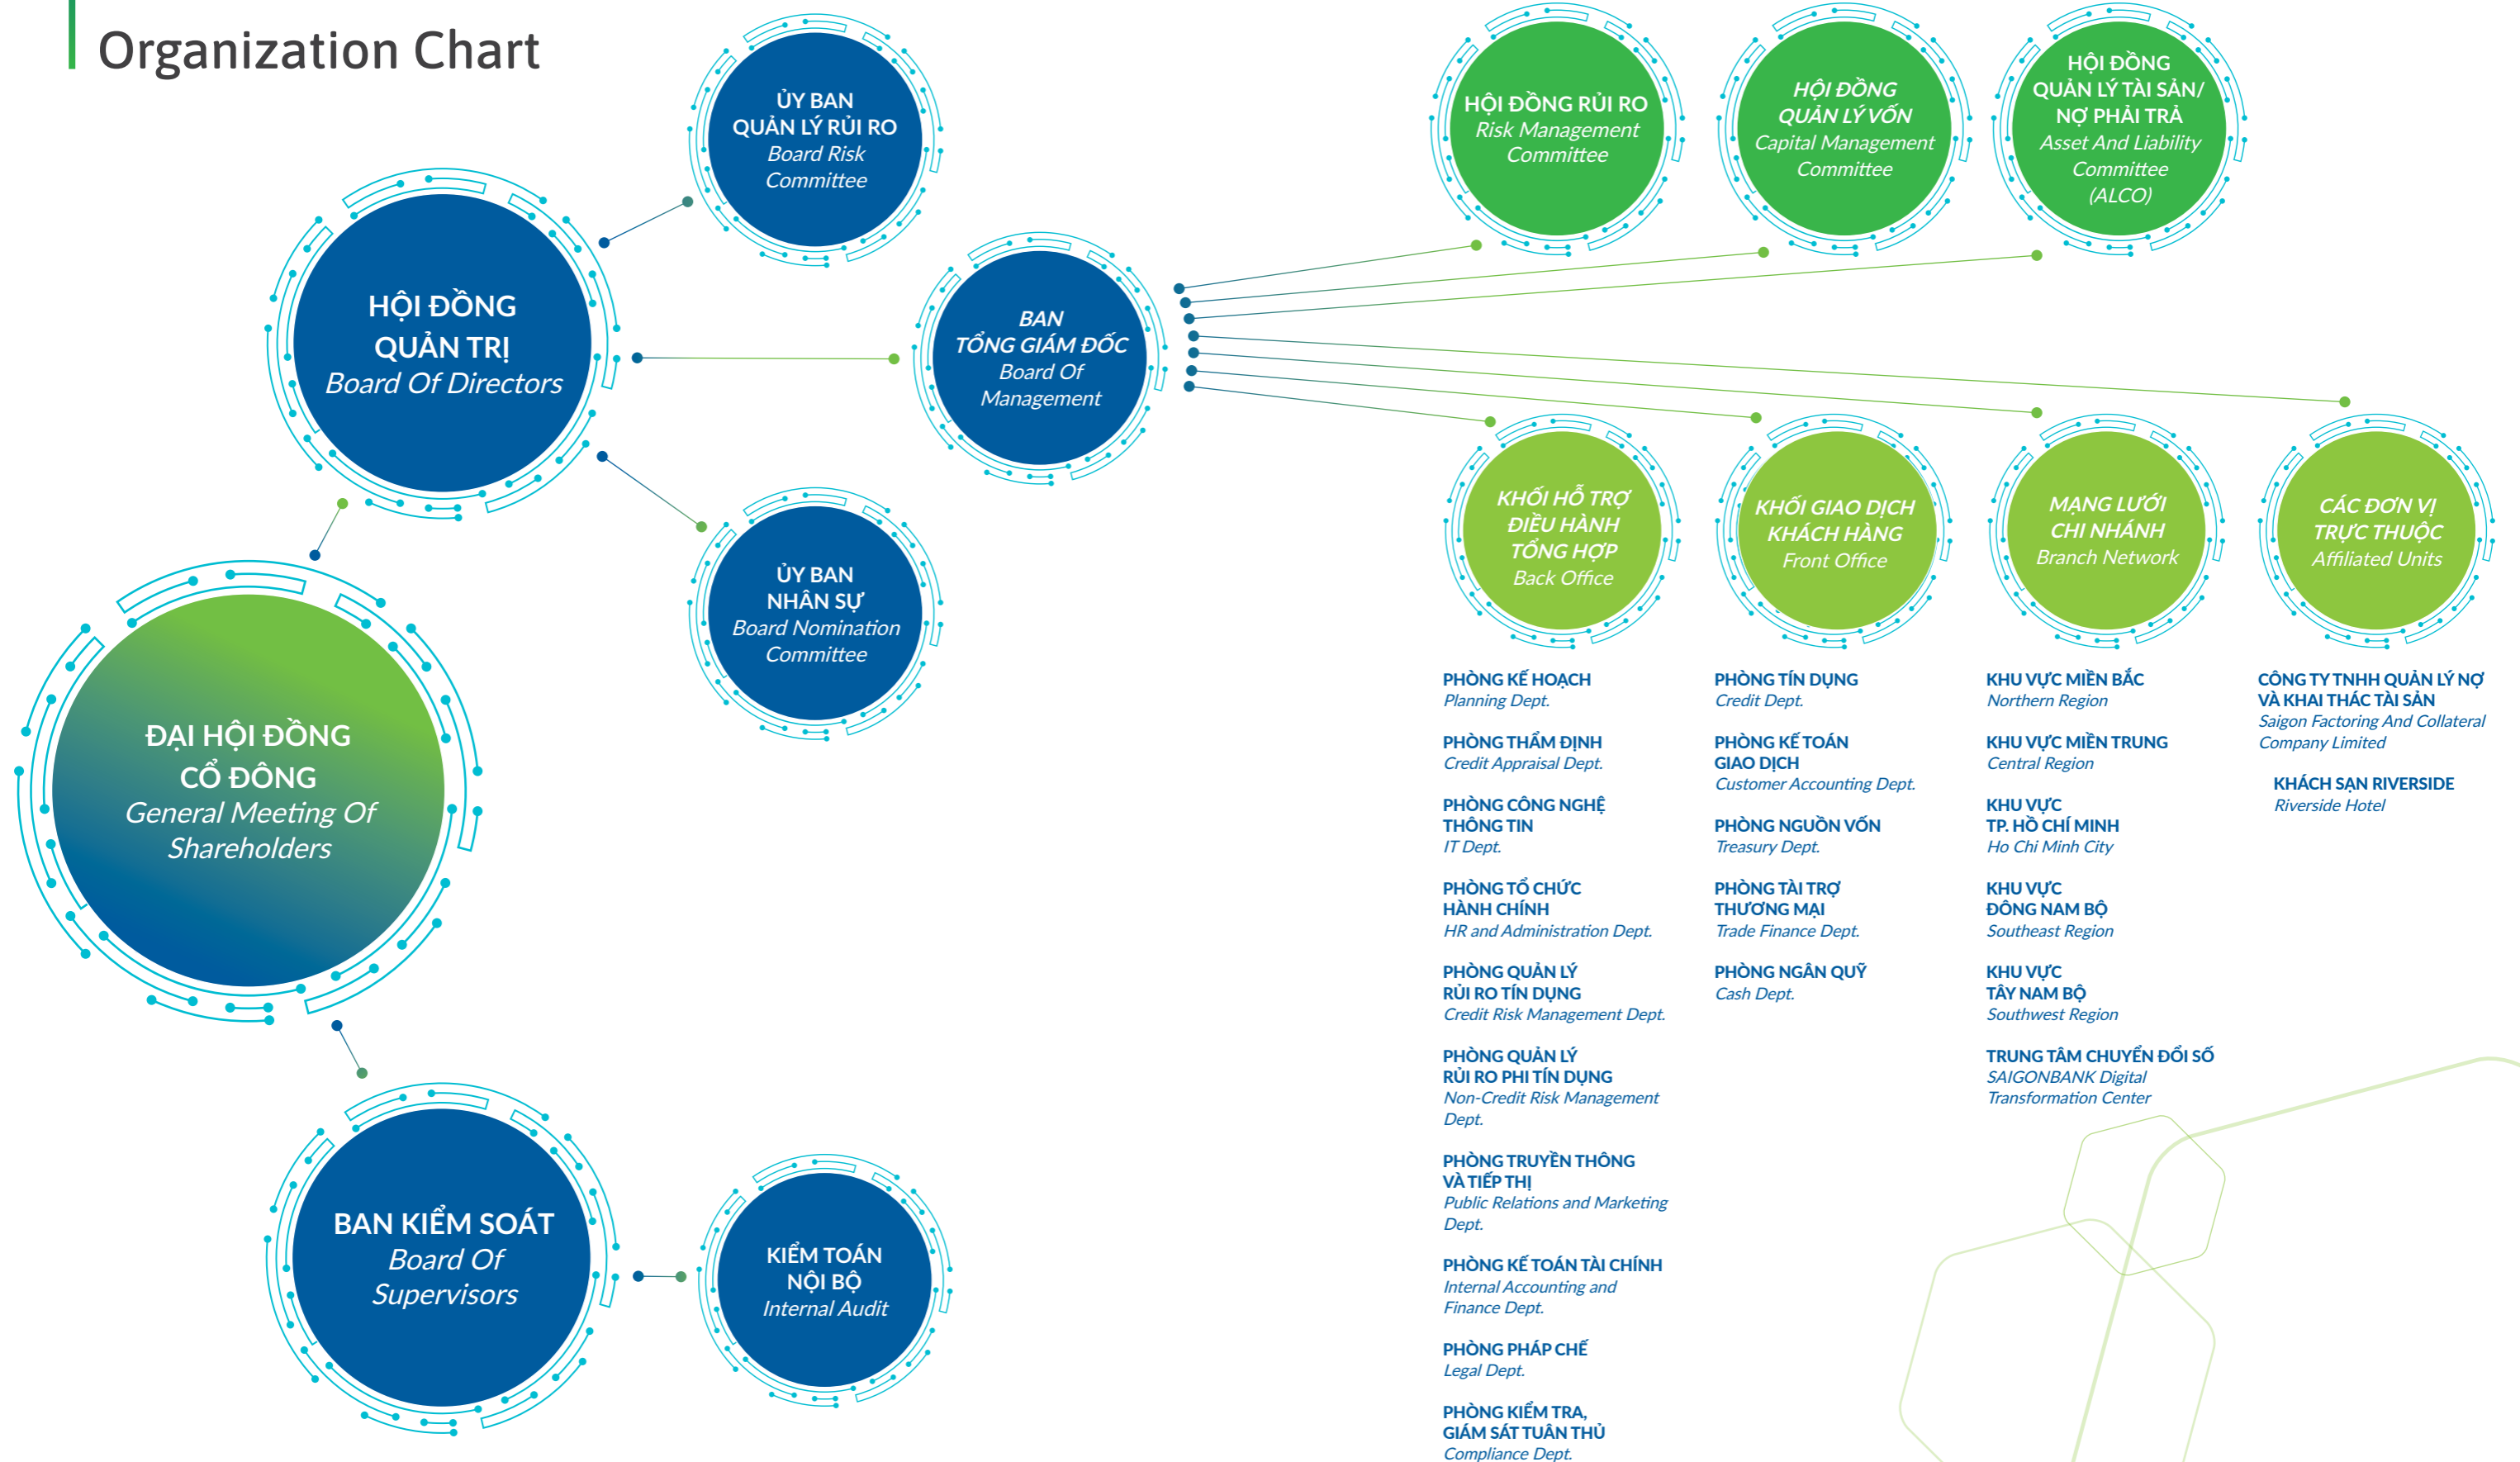 Organization Chart
ỦY BAN
QUẢN LÝ RỦI RO
Board Risk
Committee
HỘI ĐỒNG RỦI RO
Risk Management
Committee
HỘI ĐỒNG
QUẢN LÝ VỐN
Capital Management
Committee
HỘI ĐỒNG
QUẢN LÝ TÀI SẢN/
NỢ PHẢI TRẢ
Asset And Liability
Committee
(ALCO)
HỘI ĐỒNG
QUẢN TRỊ
Board Of Directors
BAN
TỔNG GIÁM ĐỐC
Board Of
Management
ỦY BAN
NHÂN SỰ
Board Nomination
Committee
ĐẠI HỘI ĐỒNG
CỔ ĐÔNG
General Meeting Of
Shareholders
BAN KIỂM SOÁT
Board Of
Supervisors
KIỂM TOÁN
NỘI BỘ
Internal Audit
KHỐI HỖ TRỢ
ĐIỀU HÀNH
TỔNG HỢP
Back Office
PHÒNG KẾ HOẠCH
Planning Dept.
PHÒNG THẨM ĐỊNH
Credit Appraisal Dept.
PHÒNG CÔNG NGHỆ
THÔNG TIN
IT Dept.
PHÒNG TỔ CHỨC
HÀNH CHÍNH
HR and Administration Dept.
PHÒNG QUẢN LÝ
RỦI RO TÍN DỤNG
Credit Risk Management Dept.
PHÒNG QUẢN LÝ
RỦI RO PHI TÍN DỤNG
Non-Credit Risk Management
Dept.
PHÒNG TRUYỀN THÔNG
VÀ TIẾP THỊ
Public Relations and Marketing
Dept.
PHÒNG KẾ TOÁN TÀI CHÍNH
Internal Accounting and
Finance Dept.
PHÒNG PHÁP CHẾ
Legal Dept.
PHÒNG KIỂM TRA,
GIÁM SÁT TUÂN THỦ
Compliance Dept.
KHỐI GIAO DỊCH
KHÁCH HÀNG
Front Office
PHÒNG TÍN DỤNG
Credit Dept.
PHÒNG KẾ TOÁN
GIAO DỊCH
Customer Accounting Dept.
PHÒNG NGUỒN VỐN
Treasury Dept.
PHÒNG TÀI TRỢ
THƯƠNG MẠI
Trade Finance Dept.
PHÒNG NGÂN QUỸ
Cash Dept.
MẠNG LƯỚI
CHI NHÁNH
Branch Network
KHU VỰC MIỀN BẮC
Northern Region
KHU VỰC MIỀN TRUNG
Central Region
KHU VỰC
TP. HỒ CHÍ MINH
Ho Chi Minh City
KHU VỰC
ĐÔNG NAM BỘ
Southeast Region
KHU VỰC
TÂY NAM BỘ
Southwest Region
TRUNG TÂM CHUYỂN ĐỔI SỐ
SAIGONBANK Digital
Transformation Center
CÁC ĐƠN VỊ
TRỰC THUỘC
Affiliated Units
CÔNG TY TNHH QUẢN LÝ NỢ
VÀ KHAI THÁC TÀI SẢN
Saigon Factoring And Collateral
Company Limited
KHÁCH SẠN RIVERSIDE
Riverside Hotel